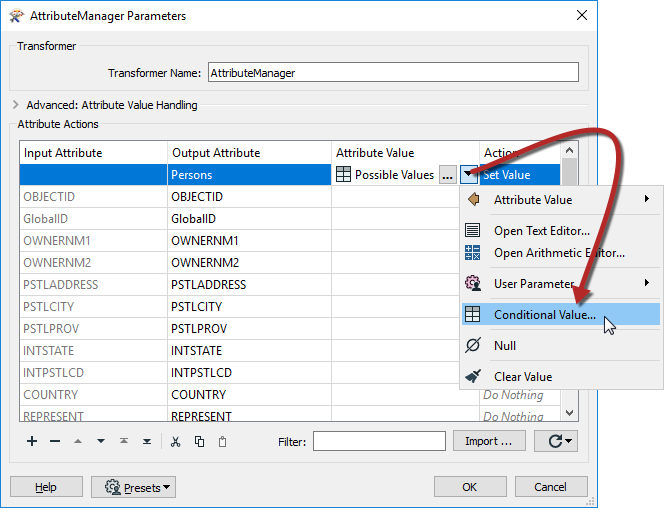 AttributeManager Parameters
Transformer
Transformer Name: AttributeManager
Advanced: Attribute Value Handling
Attribute Actions
Input Attribute Output Attribute Attribute Value Action
Persons Possible Values ... Set Value
OBJECTID OBJECTID
GlobalID GlobalID
OWNERNM1 OWNERNM1
OWNERNM2 OWNERNM2
PSTLADDRESS PSTLADDRESS
PSTLCITY PSTLCITY
PSTLPROV PSTLPROV
INTSTATE INTSTATE
INTPSTLCD INTPSTLCD
COUNTRY COUNTRY Do Nothing
REPRESENT REPRESENT Do Nothing
Attribute Value
Open Text Editor...
Open Arithmetic Editor...
User Parameter
Conditional Value...
Null
Clear Value
Filter: Import ...
Help Presets OK Cancel